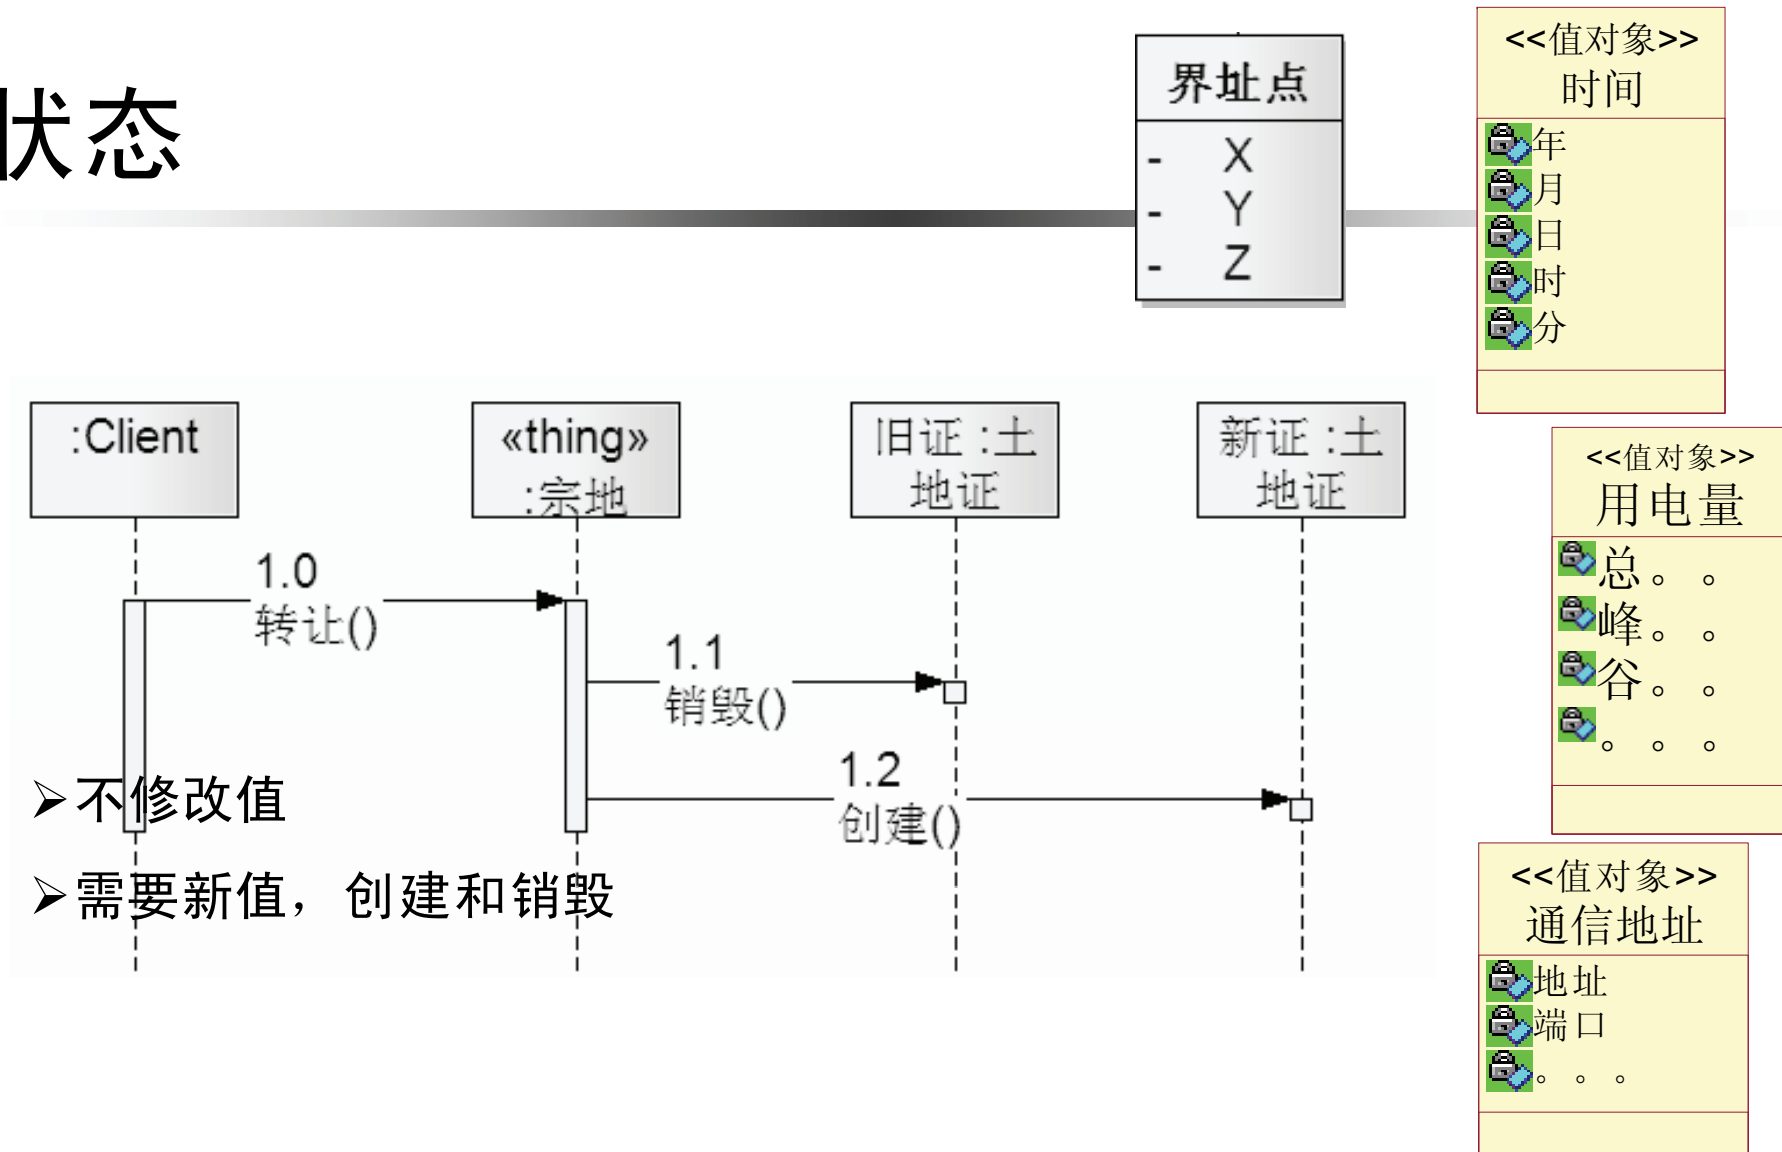 状态
界址点
- X
- Y
- Z
<<值对象>>
时间
年
月
日
时
分
:Client
«thing»
:宗地
旧证 :土
地证
新证 :土
地证
1.0
转让()
1.1
销毁()
1.2
创建()
➢不修改值
➢需要新值，创建和销毁
<<值对象>>
用电量
总。。
峰。。
谷。。
。。。
<<值对象>>
通信地址
地址
端口
。。。